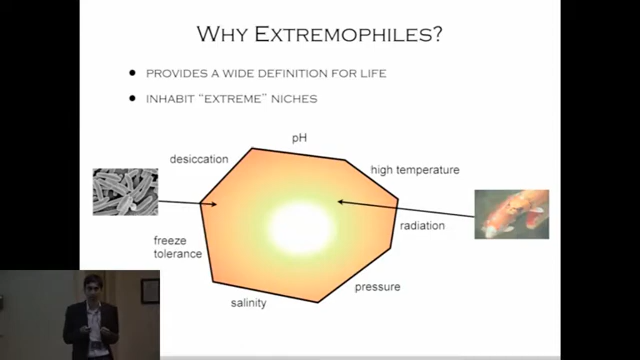 WHY EXTREMOPHILES?
• PROVIDES A WIDE DEFINITION FOR LIFE
• INHABIT "EXTREME" NICHES
pH
desiccation
high temperature
radiation
freeze
tolerance
pressure
salinity